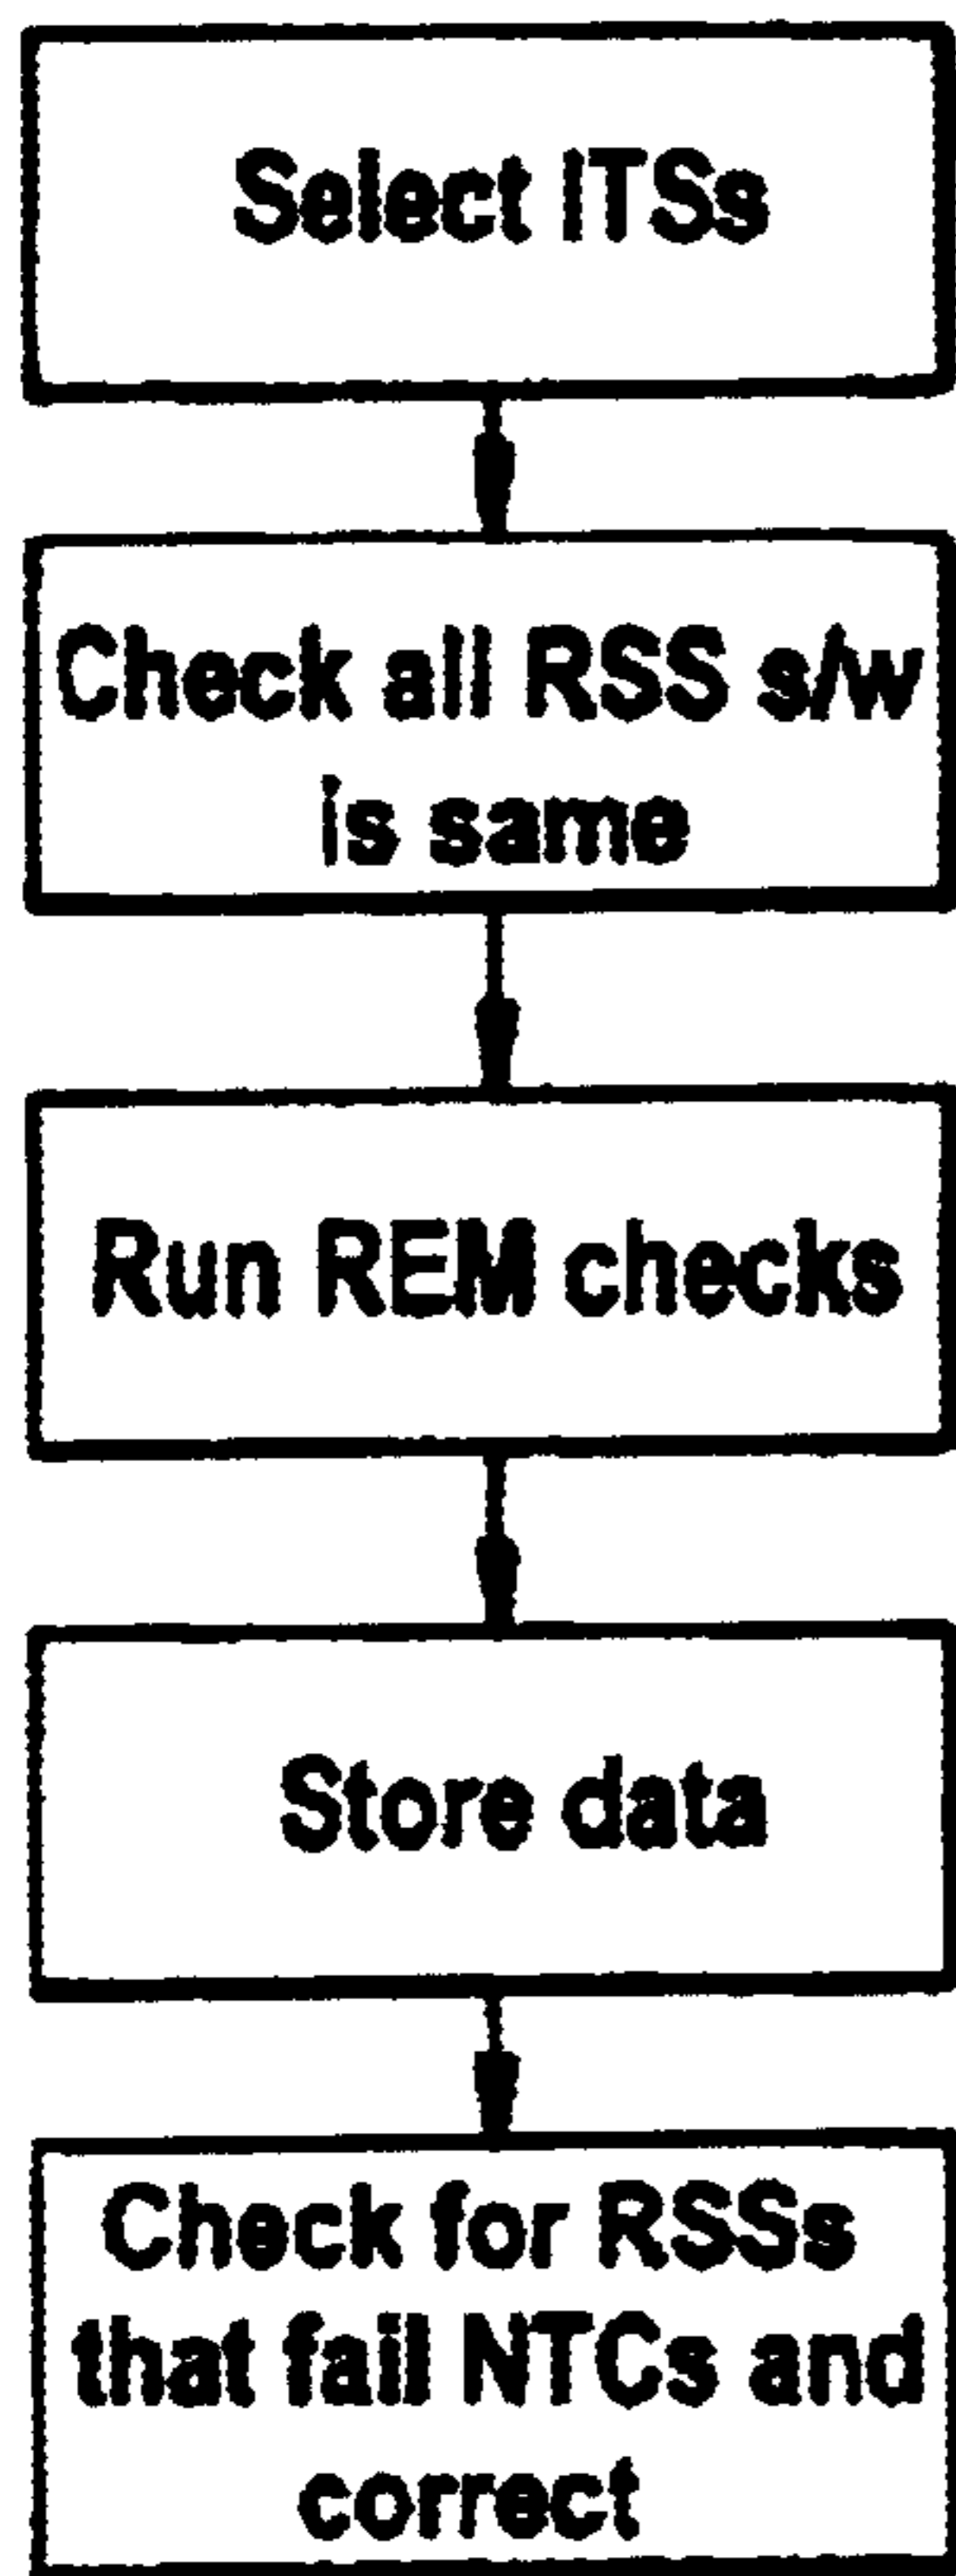 Select ITSs
Check all RSS s/w
is same
Run REM checks
Store data
Check for RSSs
that fail NTCs and
correct